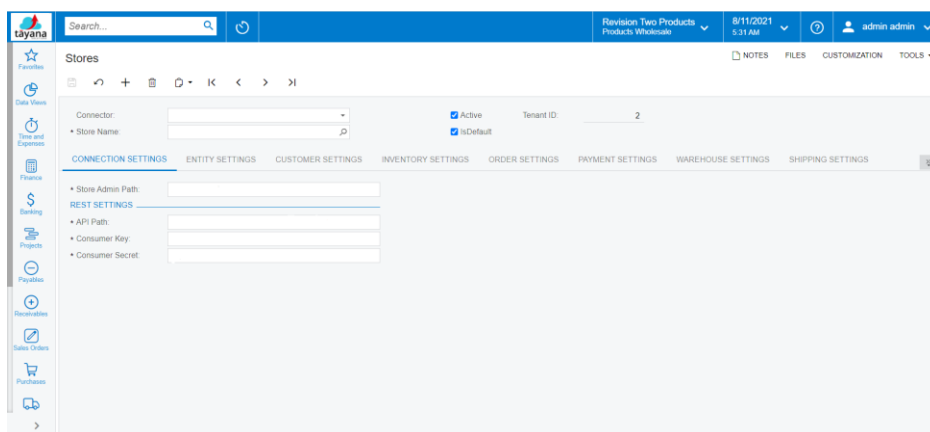 tayana
Search...
Revision Two Products
Products Wholesale
8/11/2021
5:31 AM
admin admin
Favorites
Data Views
Time and
Expenses
Finance
Banking
Projects
Payables
Receivables
Sales Orders
Purchases
Stores
NOTES
FILES
CUSTOMIZATION
TOOLS
Connector:
Active
Tenant ID:
2
* Store Name:
IsDefault
CONNECTION SETTINGS
ENTITY SETTINGS
CUSTOMER SETTINGS
INVENTORY SETTINGS
ORDER SETTINGS
PAYMENT SETTINGS
WAREHOUSE SETTINGS
SHIPPING SETTINGS
* Store Admin Path:
REST SETTINGS
* API Path:
* Consumer Key:
* Consumer Secret: